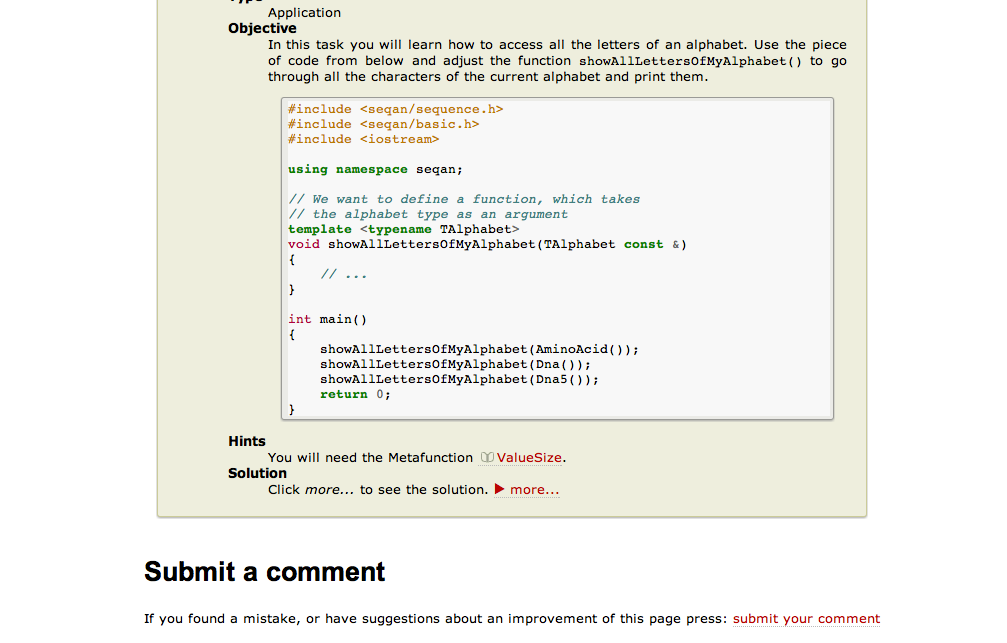 Type
Application
Objective
In this task you will learn how to access all the letters of an alphabet. Use the piece
of code from below and adjust the function showAllLettersOfMyAlphabet() to go
through all the characters of the current alphabet and print them.
#include <seqan/sequence.h>
#include <seqan/basic.h>
#include <iostream>
using namespace seqan;
// We want to define a function, which takes
// the alphabet type as an argument
template <typename TAlphabet>
void showAllLettersOfMyAlphabet(TAlphabet const &)
{
    // ...
}
int main()
{
    showAllLettersOfMyAlphabet(AminoAcid());
    showAllLettersOfMyAlphabet(Dna());
    showAllLettersOfMyAlphabet(Dna5());
    return 0;
}
Hints
You will need the Metafunction ValueSize.
Solution
Click more... to see the solution. more...
Submit a comment
If you found a mistake, or have suggestions about an improvement of this page press: submit your comment